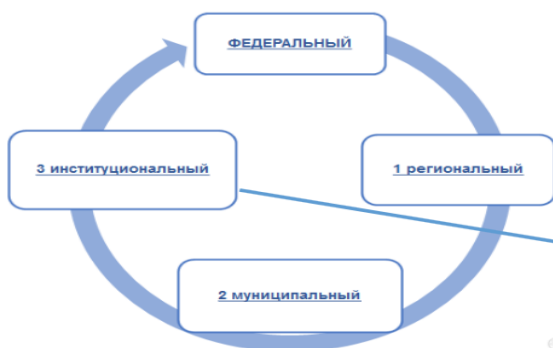 ФЕДЕРАЛЬНЫЙ
3 институциональный
1 региональный
2 муниципальный